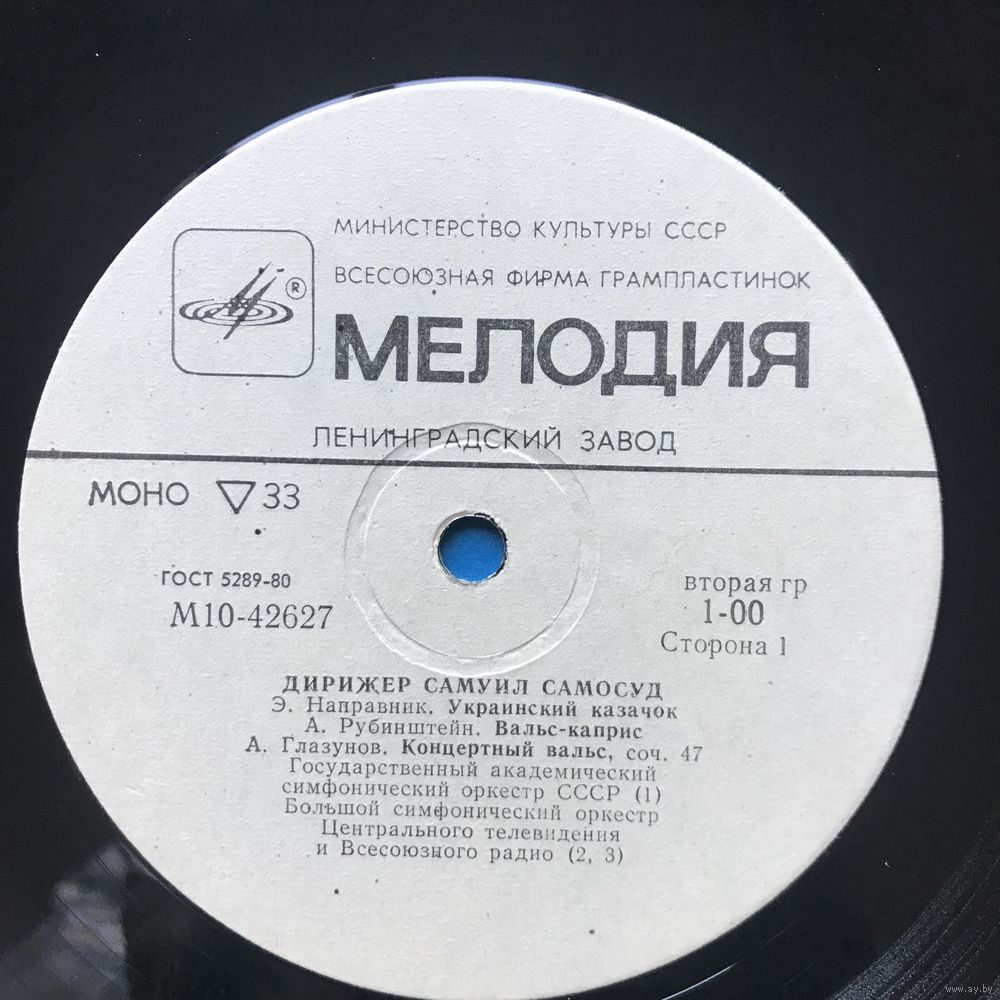 МИНИСТЕРСТВО КУЛЬТУРЫ СССР
ВСЕСОЮЗНАЯ ФИРМА ГРАМПЛАСТИНОК
®
МЕЛОДИЯ
ЛЕНИНГРАДСКИЙ ЗАВОД
МОНО ▽33
ГОСТ 5289-80
М10-42627
вторая гр
1-00
Сторона 1
ДИРИЖЕР САМУИЛ САМОСУД
Э. Направник. Украинский казачок
А. Рубинштейн. Вальс-каприс
А. Глазунов. Концертный вальс, соч. 47
Государственный академический
симфонический оркестр СССР (1)
Большой симфонический оркестр
Центрального телевидения
и Всесоюзного радио (2, 3)
www.ay.by